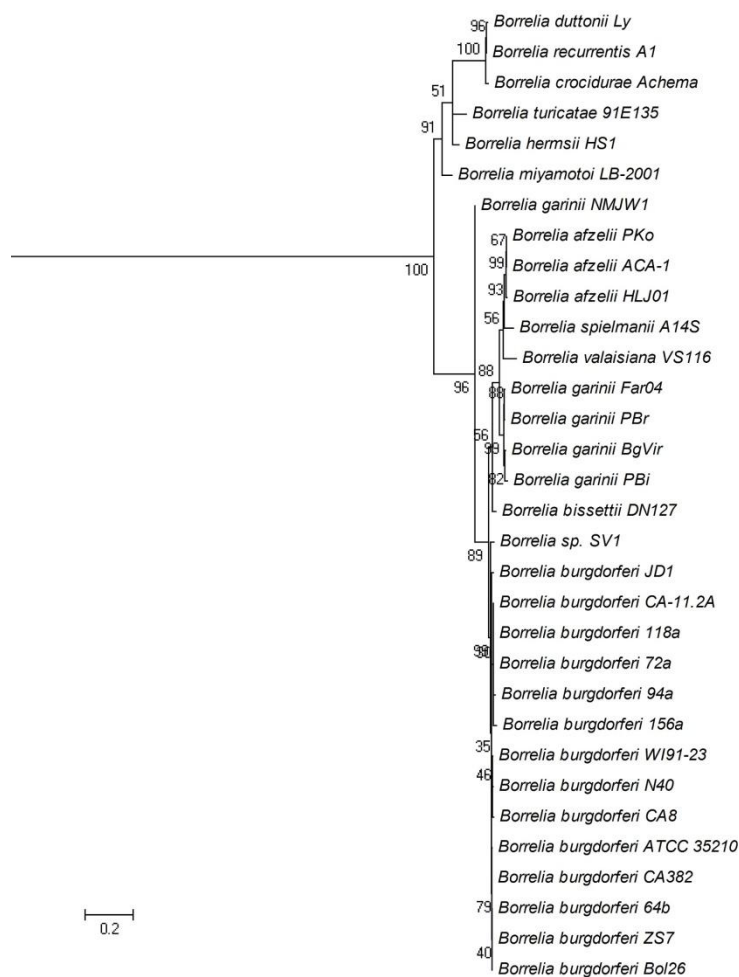 96
Borrelia duttonii Ly
100
Borrelia recurrentis A1
Borrelia crocidurae Achema
51
Borrelia turicatae 91E135
91
Borrelia hermsii HS1
Borrelia miyamotoi LB-2001
Borrelia garinii NMJW1
67
Borrelia afzelii PKo
99
Borrelia afzelii ACA-1
100
93
Borrelia afzelii HLJ01
56
Borrelia spielmanii A14S
Borrelia valaisiana VS116
88
96
88
Borrelia garinii Far04
Borrelia garinii PBr
56
99
Borrelia garinii BgVir
82
Borrelia garinii PBi
Borrelia bissettii DN127
Borrelia sp. SV1
89
Borrelia burgdorferi JD1
Borrelia burgdorferi CA-11.2A
Borrelia burgdorferi 118a
Borrelia burgdorferi 72a
Borrelia burgdorferi 94a
Borrelia burgdorferi 156a
35
Borrelia burgdorferi WI91-23
46
Borrelia burgdorferi N40
Borrelia burgdorferi CA8
Borrelia burgdorferi ATCC 35210
Borrelia burgdorferi CA382
79
Borrelia burgdorferi 64b
0.2
Borrelia burgdorferi ZS7
40
Borrelia burgdorferi Bol26